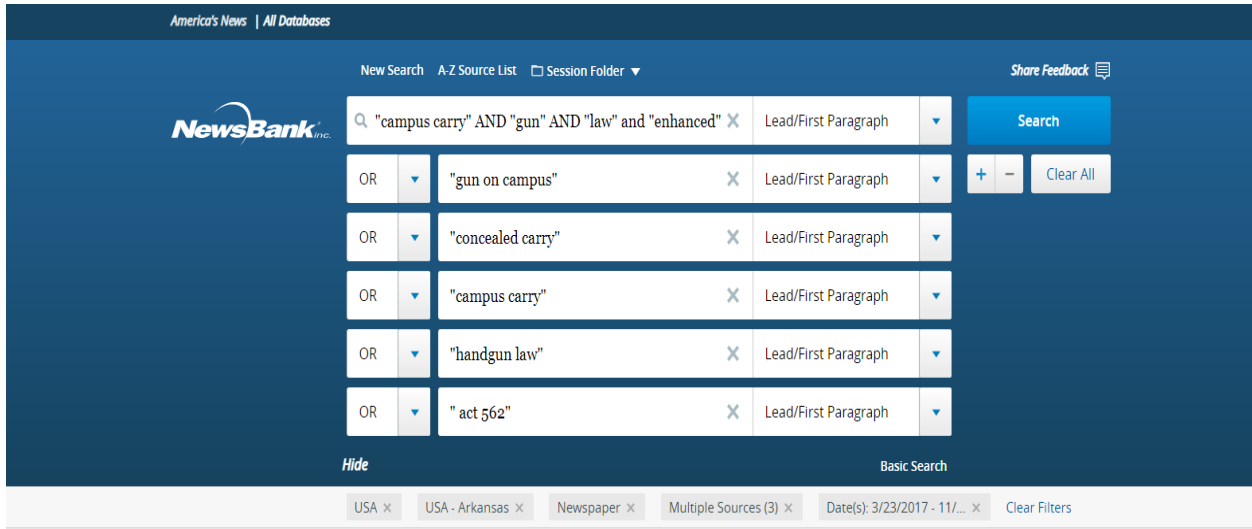 America's News | All Databases
New Search A-Z Source List Session Folder Share Feedback
NewsBank inc.
"campus carry" AND "gun" AND "law" and "enhanced" Lead/First Paragraph Search
OR "gun on campus" Lead/First Paragraph + − Clear All
OR "concealed carry" Lead/First Paragraph
OR "campus carry" Lead/First Paragraph
OR "handgun law" Lead/First Paragraph
OR " act 562" Lead/First Paragraph
Hide Basic Search
USA × USA - Arkansas × Newspaper × Multiple Sources (3) × Date(s): 3/23/2017 - 11/... × Clear Filters